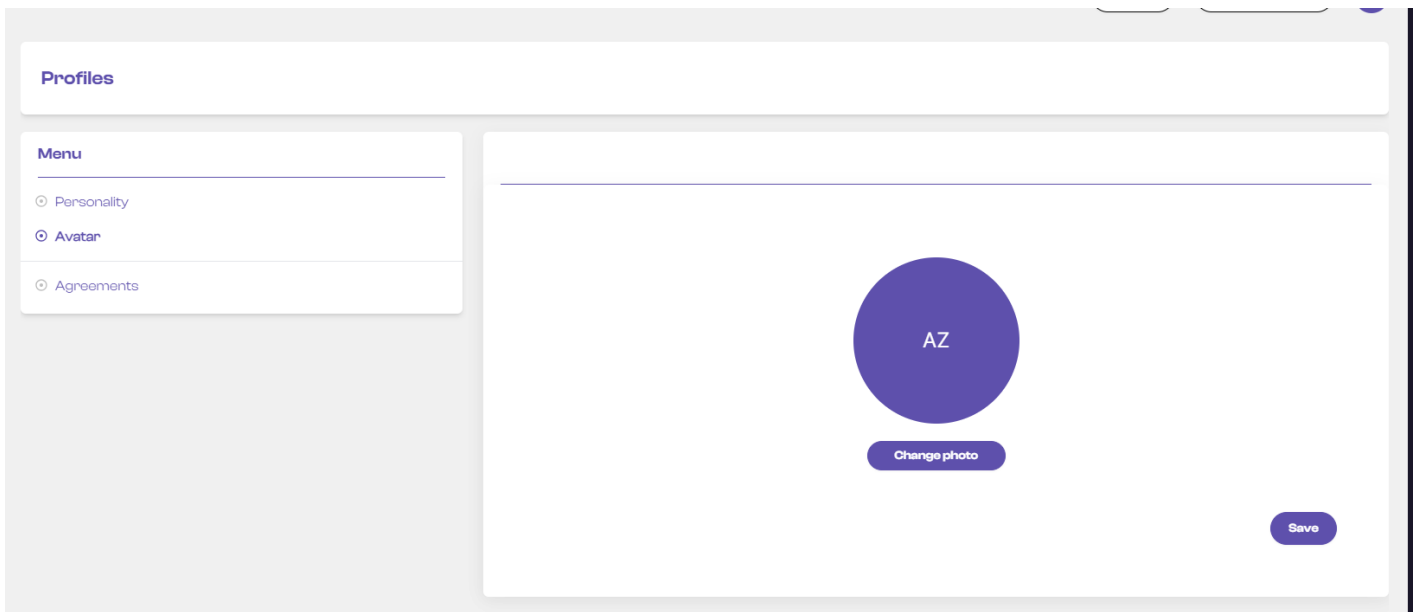 Profiles
Menu
Personality
Avatar
Agreements
AZ
Change photo
Save